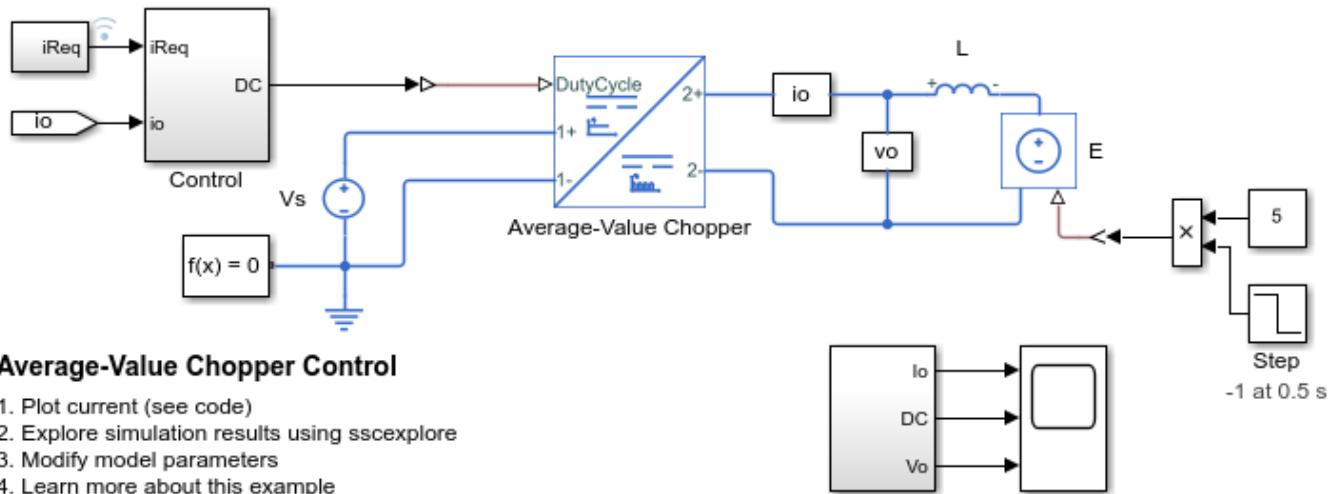 iReq
iReq
DC
io
io
Control
Vs
f(x) = 0
DutyCycle
1+
1-
2+
2-
Average-Value Chopper
io
vo
L
+
-
E
5
×
Step
-1 at 0.5 s
Average-Value Chopper Control
1. Plot current (see code)
2. Explore simulation results using sscexplore
3. Modify model parameters
4. Learn more about this example
Io
DC
Vo